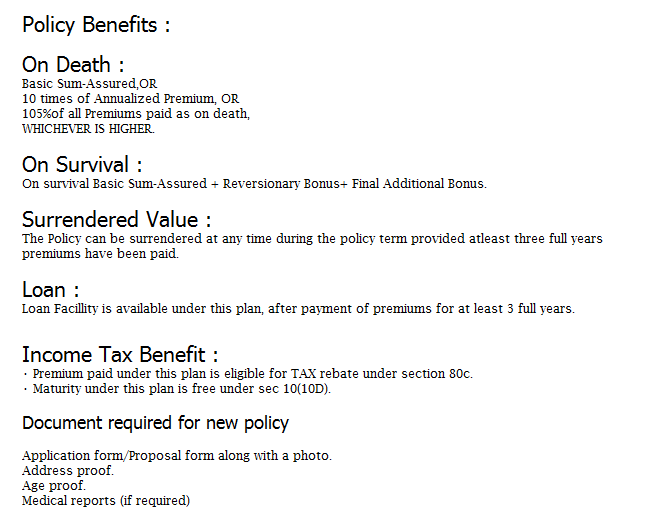 Policy Benefits :
On Death :
Basic Sum-Assured,OR
10 times of Annualized Premium, OR
105%of all Premiums paid as on death,
WHICHEVER IS HIGHER.
On Survival :
On survival Basic Sum-Assured + Reversionary Bonus+ Final Additional Bonus.
Surrendered Value :
The Policy can be surrendered at any time during the policy term provided atleast three full years
premiums have been paid.
Loan :
Loan Facillity is available under this plan, after payment of premiums for at least 3 full years.
Income Tax Benefit :
· Premium paid under this plan is eligible for TAX rebate under section 80c.
· Maturity under this plan is free under sec 10(10D).
Document required for new policy
Application form/Proposal form along with a photo.
Address proof.
Age proof.
Medical reports (if required)